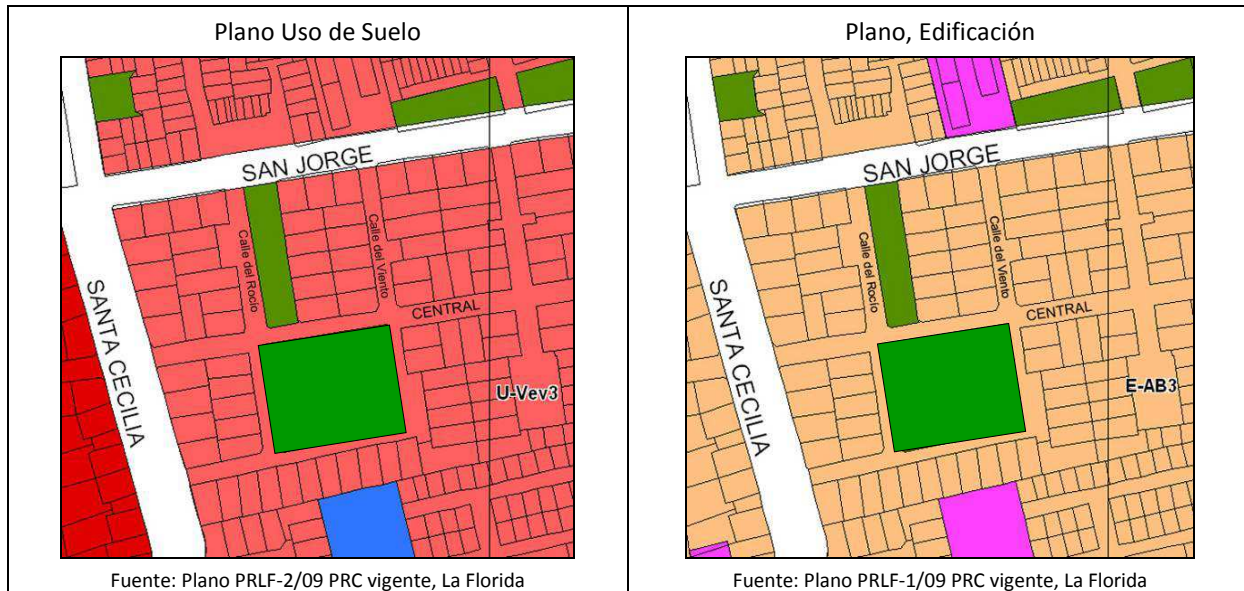 Plano Uso de Suelo
SAN JORGE
Calle del Rocío
Calle del Viento
CENTRAL
SANTA CECILIA
U-Vev3
Fuente: Plano PRLF-2/09 PRC vigente, La Florida
Plano, Edificación
SAN JORGE
Calle del Rocío
Calle del Viento
CENTRAL
SANTA CECILIA
E-AB3
Fuente: Plano PRLF-1/09 PRC vigente, La Florida